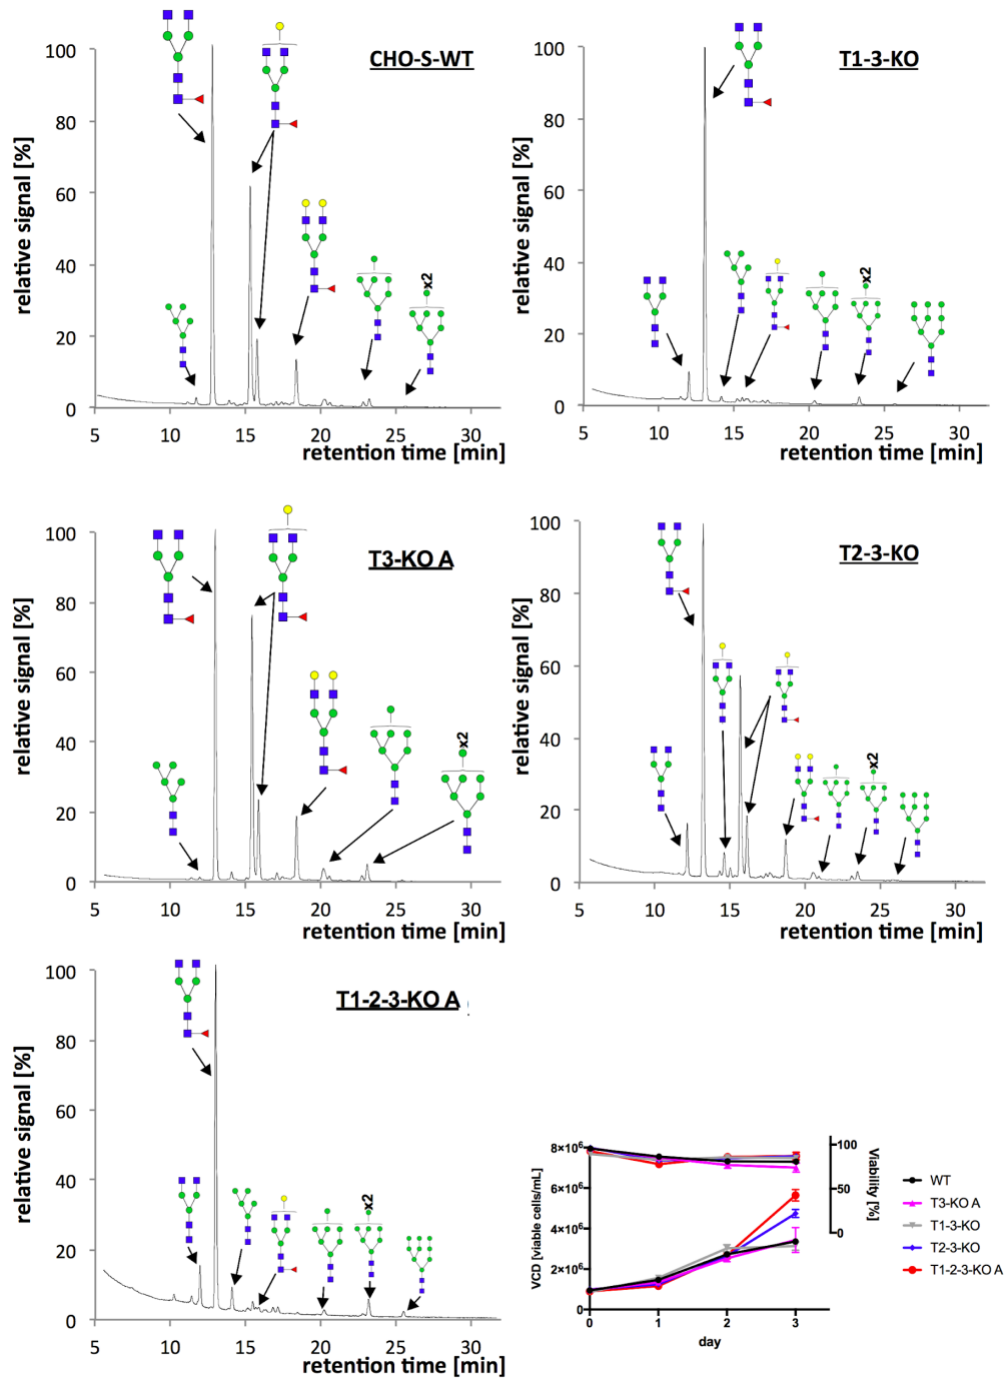 CHO-S-WT
relative signal [%]
100
80
60
40
20
0
x2
5 10 15 20 25 30
retention time [min]
T1-3-KO
relative signal [%]
100
80
60
40
20
0
x2
5 10 15 20 25 30
retention time [min]
T3-KO A
relative signal [%]
100
80
60
40
20
0
x2
5 10 15 20 25 30
retention time [min]
T2-3-KO
relative signal [%]
100
80
60
40
20
0
x2
5 10 15 20 25 30
retention time [min]
T1-2-3-KO A
relative signal [%]
100
80
60
40
20
0
x2
5 10 15 20 25 30
retention time [min]
VCD [viable cells/mL]
8×10⁶
6×10⁶
4×10⁶
2×10⁶
0
0 1 2 3
day
100
50
0
Viability [%]
WT
T3-KO A
T1-3-KO
T2-3-KO
T1-2-3-KO A